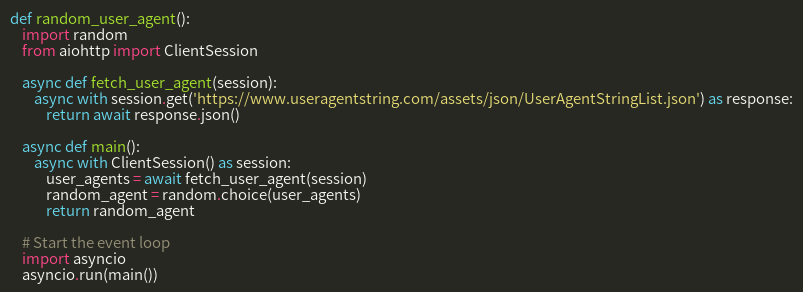 def random_user_agent():
    import random
    from aiohttp import ClientSession

    async def fetch_user_agent(session):
        async with session.get('https://www.useragentstring.com/assets/json/UserAgentStringList.json') as response:
            return await response.json()

    async def main():
        async with ClientSession() as session:
            user_agents = await fetch_user_agent(session)
            random_agent = random.choice(user_agents)
            return random_agent

    # Start the event loop
    import asyncio
    asyncio.run(main())